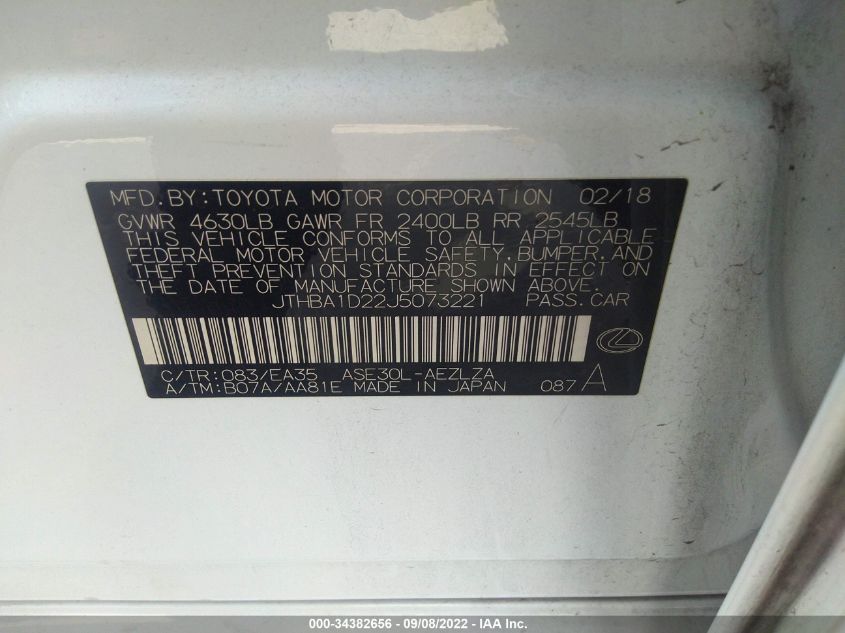 MFD.BY:TOYOTA MOTOR CORPORATION 02/18
GVWR 4630LB GAWR FR 2400LB RR 2545LB
THIS VEHICLE CONFORMS TO ALL APPLICABLE
FEDERAL MOTOR VEHICLE SAFETY,BUMPER,AND
THEFT PREVENTION STANDARDS IN EFFECT ON
THE DATE OF MANUFACTURE SHOWN ABOVE.
JTHBA1D22J5073221 PASS.CAR
C/TR:083/EA35 ASE30L-AEZLZA
A/TM:B07A/AA81E MADE IN JAPAN 087A
000-34382656 - 09/08/2022 - IAA Inc.